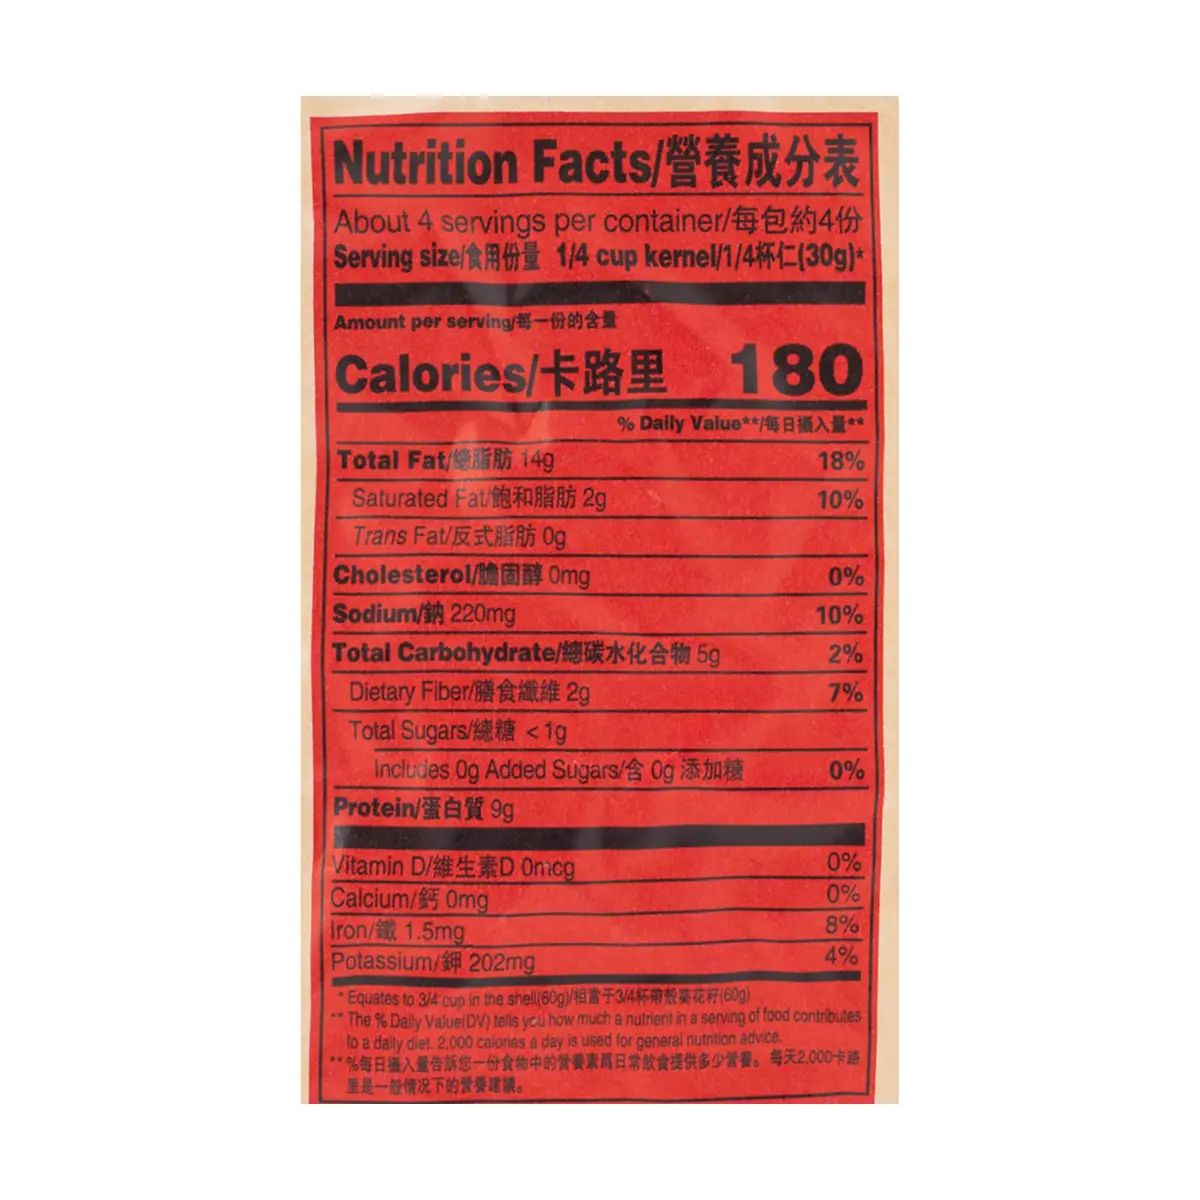 Nutrition Facts/營養成分表
About 4 servings per container/每包約4份
Serving size/食用份量 1/4 cup kernel/1/4杯仁(30g)*
Amount per serving/每一份的含量
Calories/卡路里 180
% Daily Value**/每日攝入量**
Total Fat/總脂肪 14g 18%
Saturated Fat/飽和脂肪 2g 10%
Trans Fat/反式脂肪 0g
Cholesterol/膽固醇 0mg 0%
Sodium/鈉 220mg 10%
Total Carbohydrate/總碳水化合物 5g 2%
Dietary Fiber/膳食纖維 2g 7%
Total Sugars/總糖 <1g
Includes 0g Added Sugars/含 0g 添加糖 0%
Protein/蛋白質 9g
Vitamin D/維生素D 0mcg 0%
Calcium/鈣 0mg 0%
Iron/鐵 1.5mg 8%
Potassium/鉀 202mg 4%
* Equates to 3/4 cup in the shell(60g)/相當于3/4杯帶殼葵花籽(60g)
** The % Daily Value(DV) tells you how much a nutrient in a serving of food contributes
to a daily diet. 2,000 calories a day is used for general nutrition advice.
**%每日攝入量告訴您一份食物中的營養素爲日常飲食提供多少營養。每天2,000卡路
里是一般情况下的營養建議。